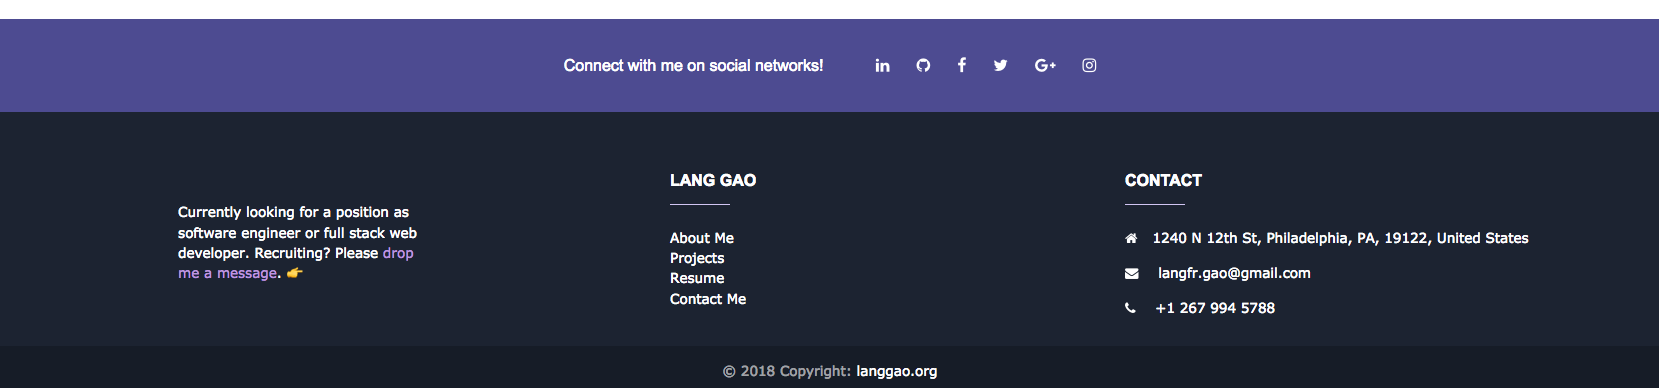 Connect with me on social networks!
Currently looking for a position as
software engineer or full stack web
developer. Recruiting? Please drop
me a message. 👉
LANG GAO
About Me
Projects
Resume
Contact Me
CONTACT
1240 N 12th St, Philadelphia, PA, 19122, United States
langfr.gao@gmail.com
+1 267 994 5788
© 2018 Copyright: langgao.org